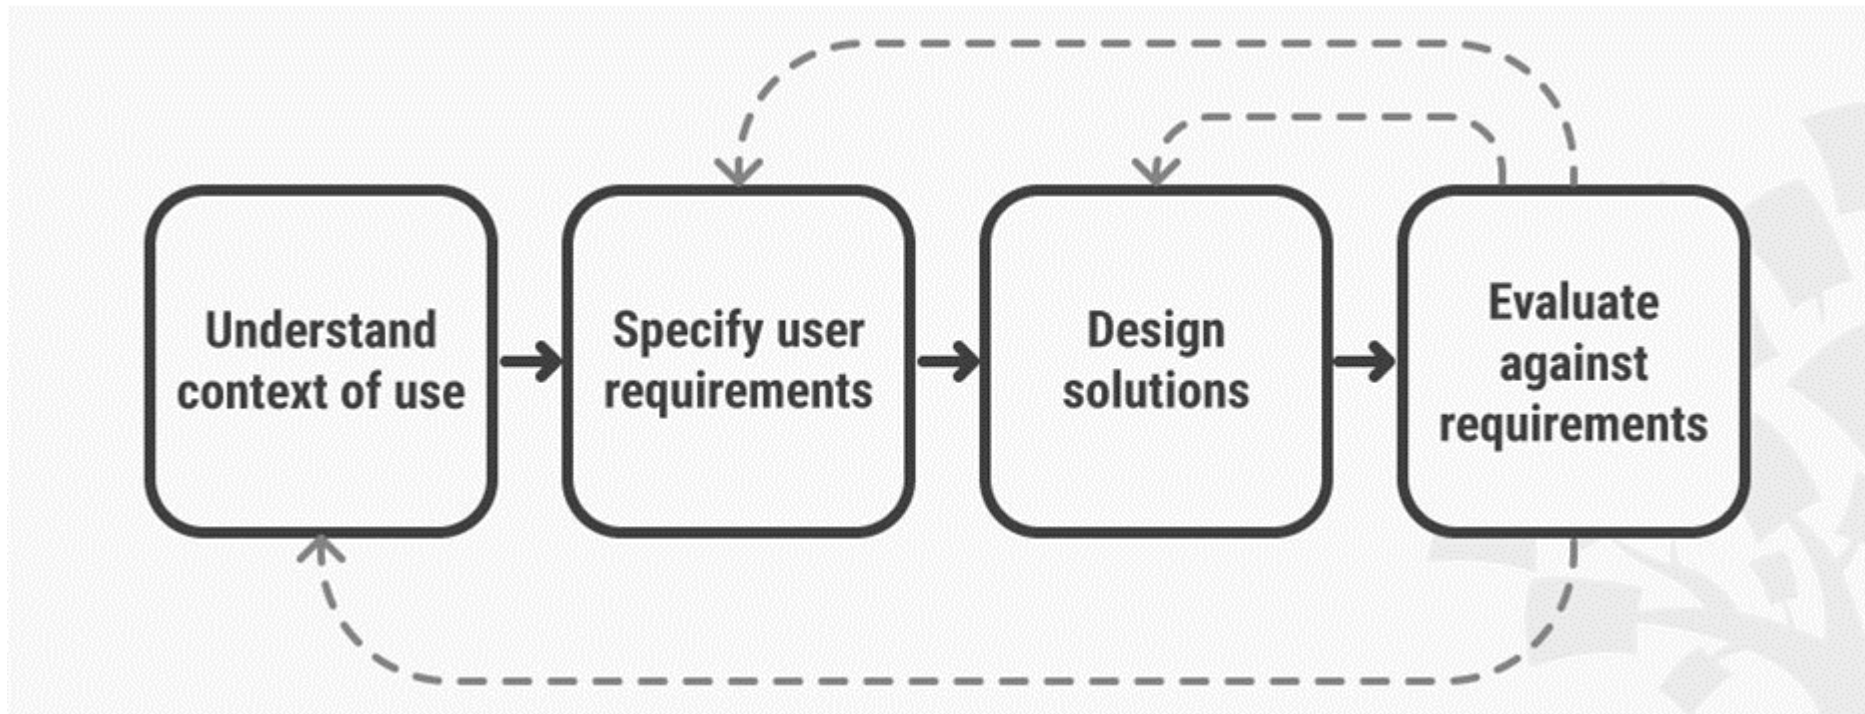 Understand
context of use
Specify user
requirements
Design
solutions
Evaluate
against
requirements